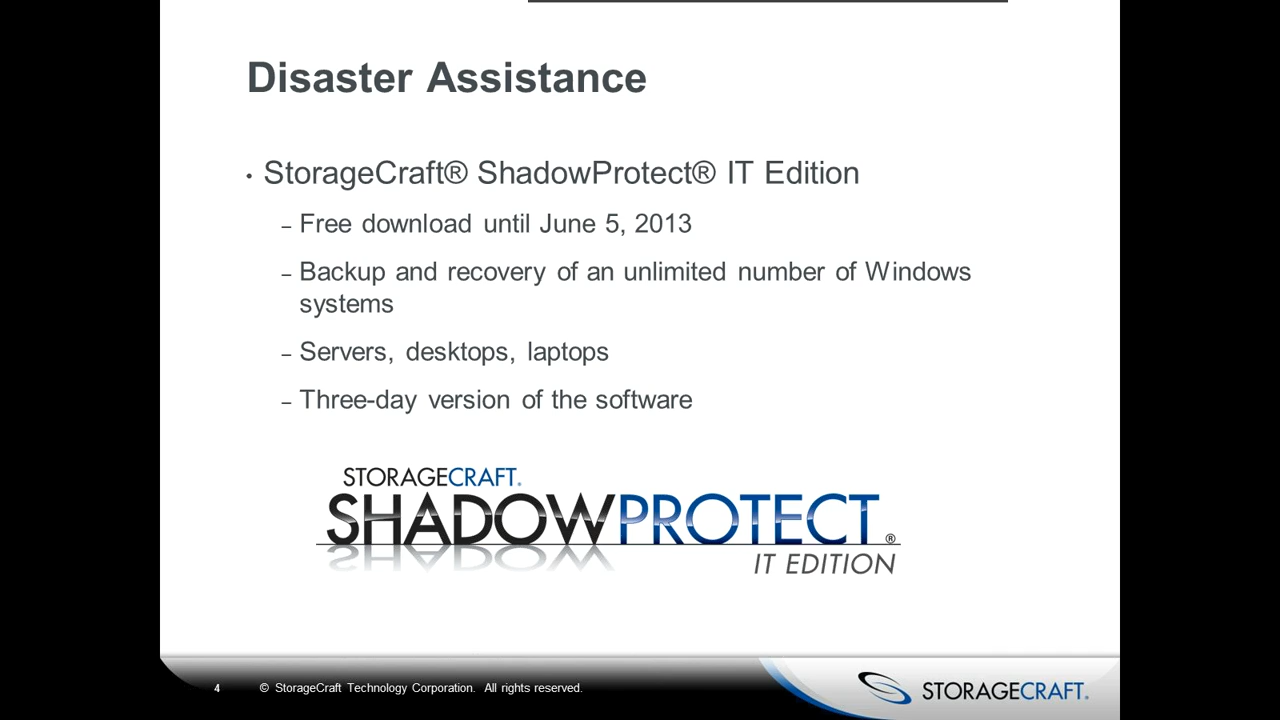 Disaster Assistance
• StorageCraft® ShadowProtect® IT Edition
– Free download until June 5, 2013
– Backup and recovery of an unlimited number of Windows
systems
– Servers, desktops, laptops
– Three-day version of the software
STORAGECRAFT®
SHADOWPROTECT®
IT EDITION
4 © StorageCraft Technology Corporation. All rights reserved.
STORAGECRAFT®